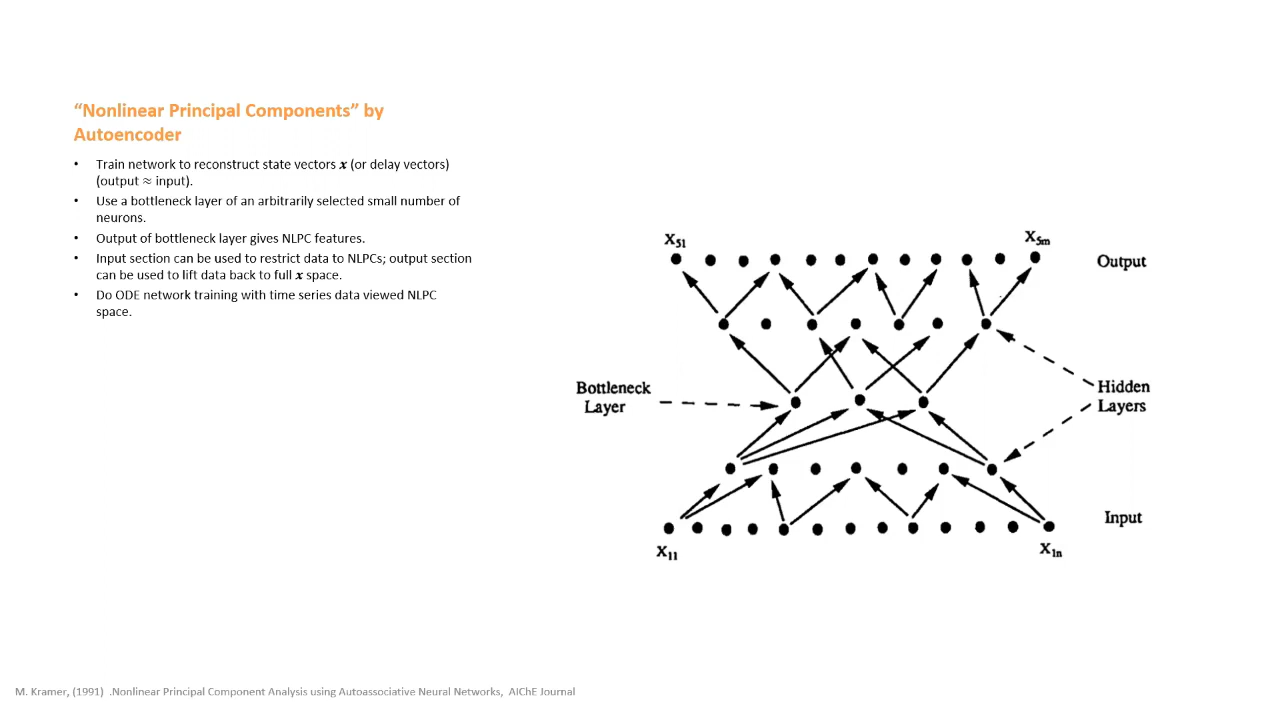 “Nonlinear Principal Components” by
Autoencoder
• Train network to reconstruct state vectors x (or delay vectors)
(output ≈ input).
• Use a bottleneck layer of an arbitrarily selected small number of
neurons.
• Output of bottleneck layer gives NLPC features.
• Input section can be used to restrict data to NLPCs; output section
can be used to lift data back to full x space.
• Do ODE network training with time series data viewed NLPC
space.
X51
X5m
Output
Bottleneck
Layer
Hidden
Layers
Input
X11
X1n
M. Kramer, (1991) .Nonlinear Principal Component Analysis using Autoassociative Neural Networks, AIChE Journal